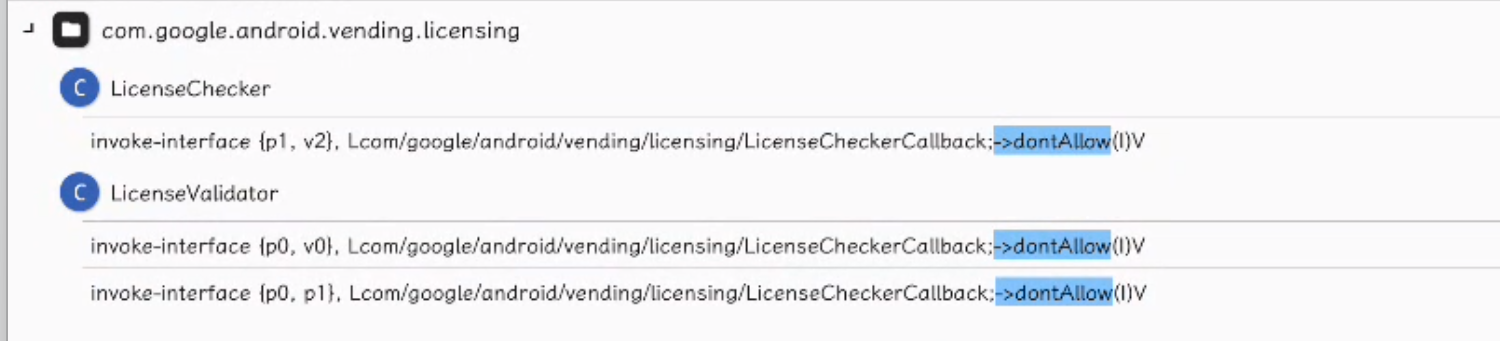 com.google.android.vending.licensing
C LicenseChecker
invoke-interface {p1, v2}, Lcom/google/android/vending/licensing/LicenseCheckerCallback;->dontAllow(I)V
C LicenseValidator
invoke-interface {p0, v0}, Lcom/google/android/vending/licensing/LicenseCheckerCallback;->dontAllow(I)V
invoke-interface {p0, p1}, Lcom/google/android/vending/licensing/LicenseCheckerCallback;->dontAllow(I)V